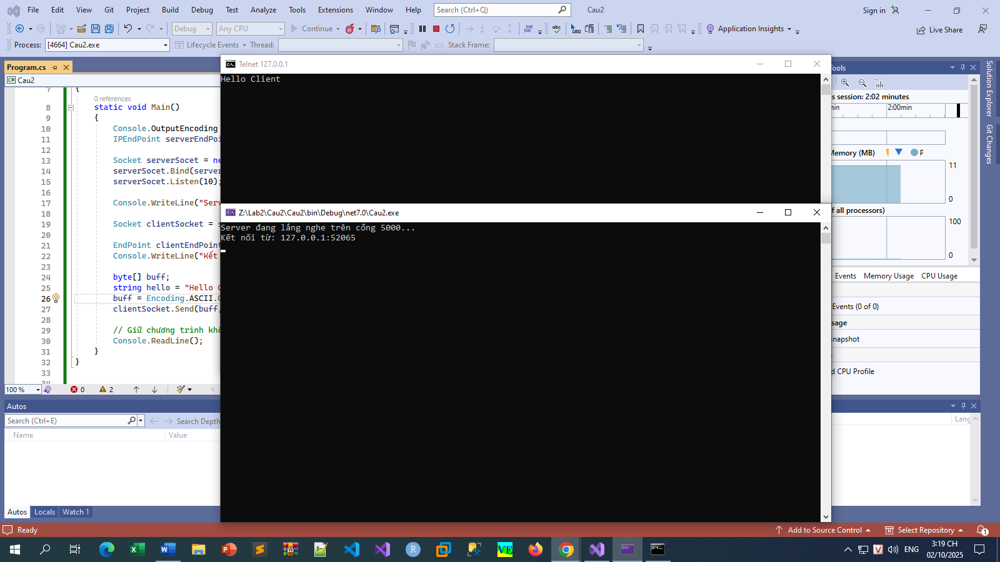 File Edit View Git Project Build Debug Test Analyze Tools Extensions Window Help Search (Ctrl+Q) Cau2 Sign in
Debug Any CPU Continue Application Insights Live Share
Process: [4664] Cau2.exe Lifecycle Events Thread: Stack Frame:
Program.cs
Cau2
Telnet 127.0.0.1
Hello Client
7 {
0 references
8 static void Main()
9 {
10 Console.OutputEncoding
11 IPEndPoint serverEndPoi
12
13 Socket serverSocet = ne
14 serverSocet.Bind(server
15 serverSocet.Listen(10);
16
17 Console.WriteLine("Serv
18
19 Socket clientSocket = s
20
21 EndPoint clientEndPoint
22 Console.WriteLine("Kết
23
24 byte[] buff;
25 string hello = "Hello C
26 buff = Encoding.ASCII.G
27 clientSocket.Send(buff,
28
29 // Giữ chương trình khô
30 Console.ReadLine();
31 }
32 }
33
34
100 % 0 2
Z:\Lab2\Cau2\Cau2\bin\Debug\net7.0\Cau2.exe
Server đang lắng nghe trên cổng 5000...
Kết nối từ: 127.0.0.1:52065
Tools
s session: 2:02 minutes
min 2:00min
Memory (MB) P
11
0
f all processors)
100
0
Events Memory Usage CPU Usage
Events (0 of 0)
sage
napshot
d CPU Profile
Solution Explorer
Git Changes
Autos
Search (Ctrl+E) Search Depth
Name Value Lang
Autos Locals Watch 1
Ready Add to Source Control Select Repository 1
ENG 3:19 CH
02/10/2025